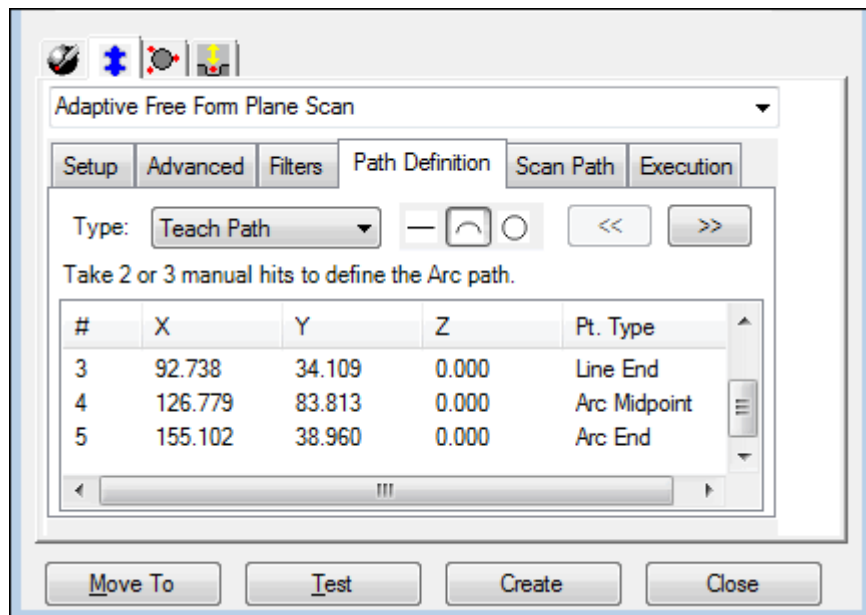 Adaptive Free Form Plane Scan
Setup Advanced Filters Path Definition Scan Path Execution
Type: Teach Path << >>
Take 2 or 3 manual hits to define the Arc path.
# X Y Z Pt. Type
3 92.738 34.109 0.000 Line End
4 126.779 83.813 0.000 Arc Midpoint
5 155.102 38.960 0.000 Arc End
Move To Test Create Close